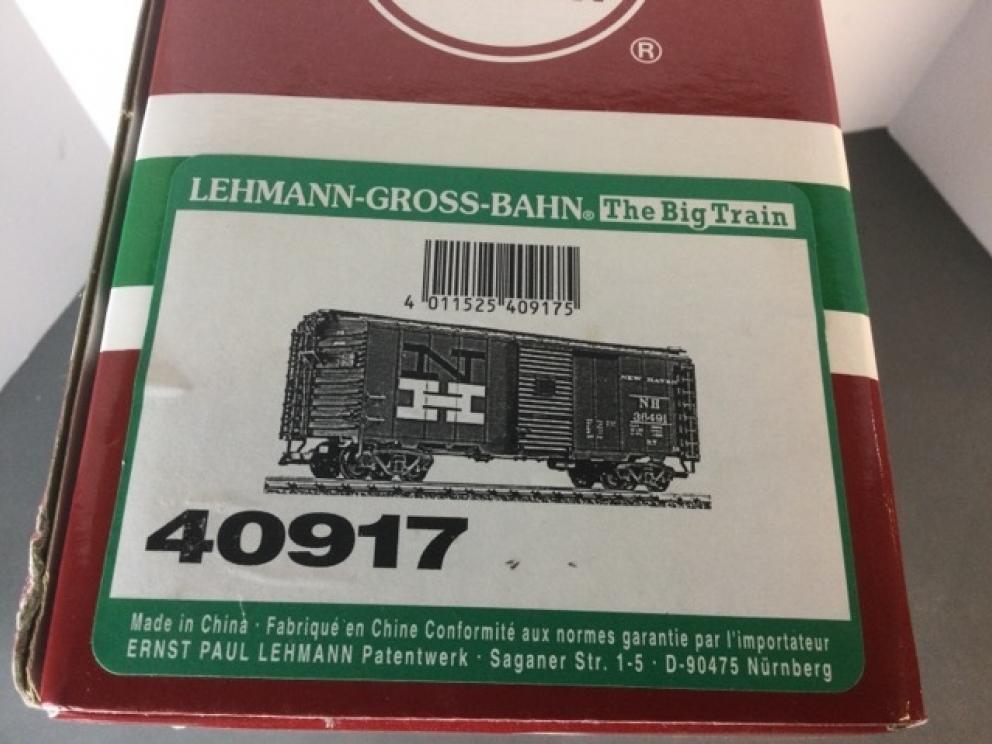 ®
LEHMANN-GROSS-BAHN® The Big Train
4 011525 409175
NH
NEW HAVEN
NH
36491
40917
Made in China · Fabriqué en Chine Conformité aux normes garantie par l'importateur
ERNST PAUL LEHMANN Patentwerk · Saganer Str. 1-5 · D-90475 Nürnberg